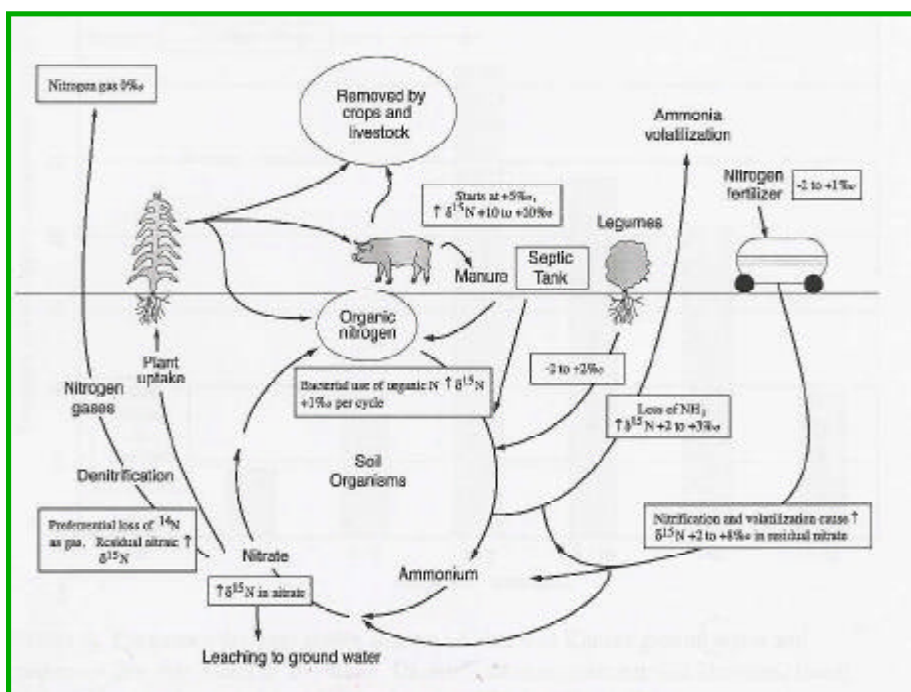 Nitrogen gas 0‰
Removed by
crops and
livestock
Ammonia
volatilization
Nitrogen
fertilizer
-2 to +1‰
Starts at +5‰,
↑ δ¹⁵N +10 to +20‰
Legumes
Manure
Septic
Tank
Organic
nitrogen
Plant
uptake
Nitrogen
gases
Bacterial use of organic N ↑ δ¹⁵N
+1‰ per cycle
-2 to +2‰
Loss of NH₃
↑ δ¹⁵N +2 to +3‰
Soil
Organisms
Denitrification
Preferential loss of ¹⁴N
as gas. Residual nitrate ↑
δ¹⁵N
Nitrification and volatilization cause ↑
δ¹⁵N +2 to +8‰ in residual nitrate
Nitrate
Ammonium
↑ δ¹⁵N in nitrate
Leaching to ground water